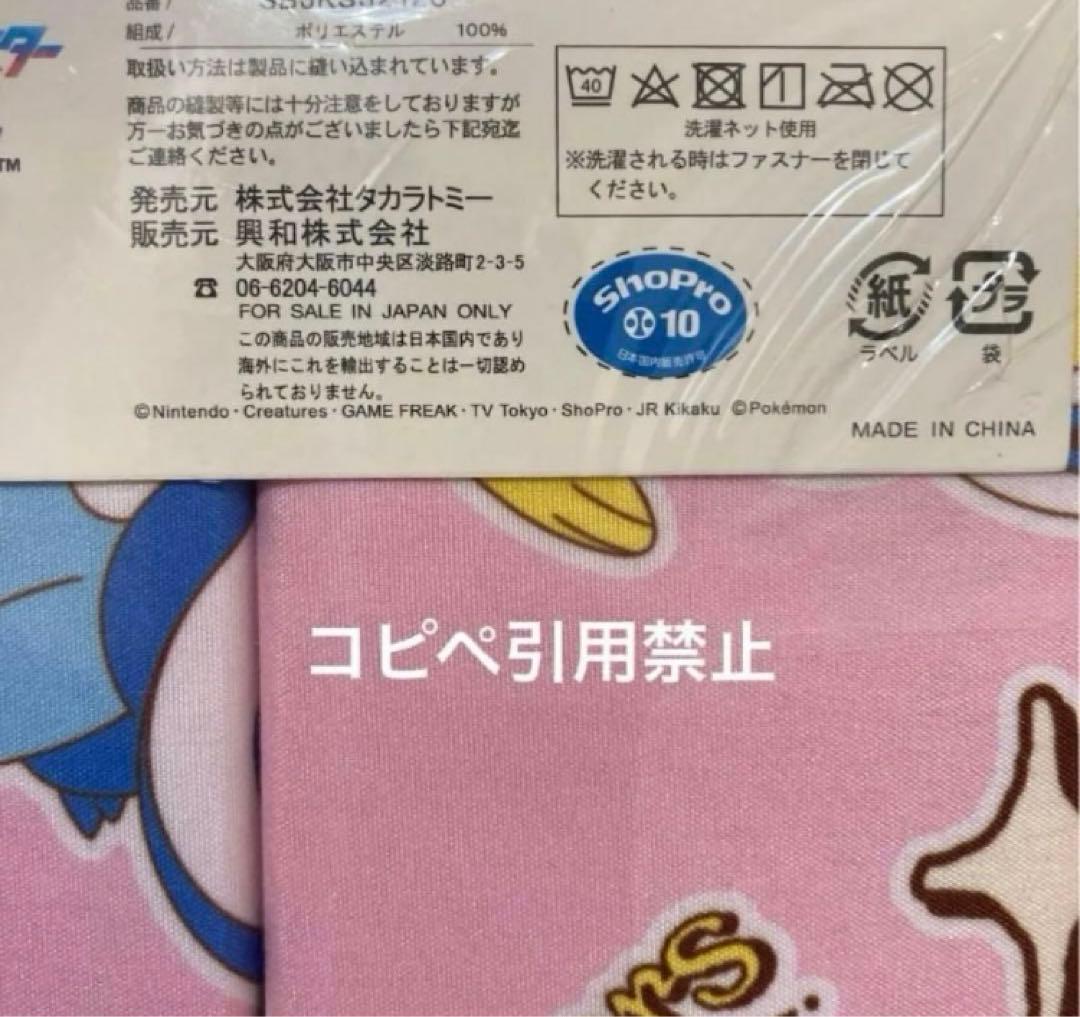 品番/
組成/ ポリエステル 100%
取扱い方法は製品に縫い込まれています。
商品の縫製等には十分注意をしておりますが
万一お気づきの点がございましたら下記宛迄
ご連絡ください。
発売元 株式会社タカラトミー
販売元 興和株式会社
大阪府大阪市中央区淡路町2-3-5
☎ 06-6204-6044
FOR SALE IN JAPAN ONLY
この商品の販売地域は日本国内であり
海外にこれを輸出することは一切認め
られておりません。
©Nintendo・Creatures・GAME FREAK・TV Tokyo・ShoPro・JR Kikaku ©Pokémon
40
洗濯ネット使用
※洗濯される時はファスナーを閉じて
ください。
ShoPro
10
日本国内販売許可
紙
ラベル
プラ
袋
MADE IN CHINA
ター
TM
コピペ引用禁止